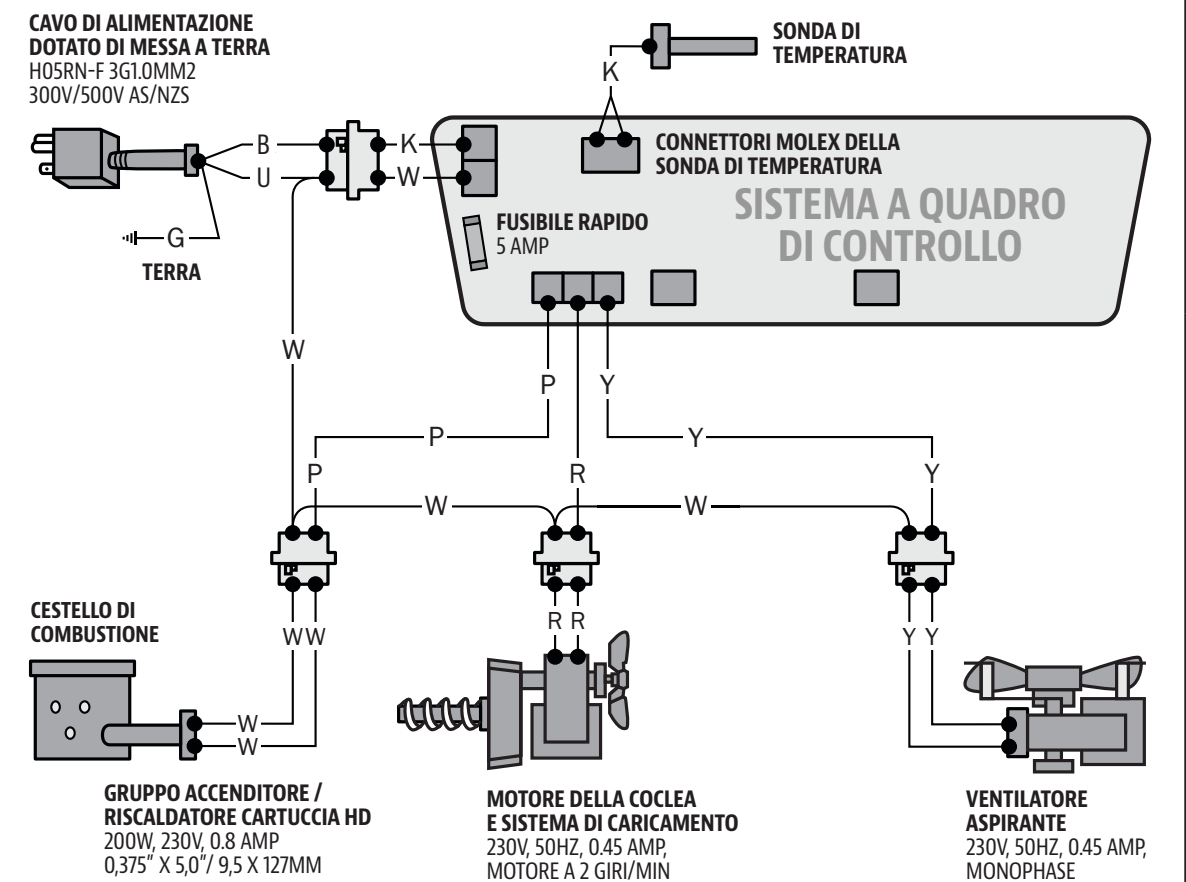 CAVO DI ALIMENTAZIONE
DOTATO DI MESSA A TERRA
H05RN-F 3G1.0MM2
300V/500V AS/NZS
SONDA DI
TEMPERATURA
K
CONNETTORI MOLEX DELLA
SONDA DI TEMPERATURA
B
K
U
W
SISTEMA A QUADRO
DI CONTROLLO
FUSIBILE RAPIDO
5 AMP
G
TERRA
W
P
Y
P
Y
P
R
Y
W
W
CESTELLO DI
COMBUSTIONE
W W
R R
Y Y
W
W
GRUPPO ACCENDITORE /
RISCALDATORE CARTUCCIA HD
200W, 230V, 0.8 AMP
0,375" X 5,0"/ 9,5 X 127MM
MOTORE DELLA COCLEA
E SISTEMA DI CARICAMENTO
230V, 50HZ, 0.45 AMP,
MOTORE A 2 GIRI/MIN
VENTILATORE
ASPIRANTE
230V, 50HZ, 0.45 AMP,
MONOPHASE